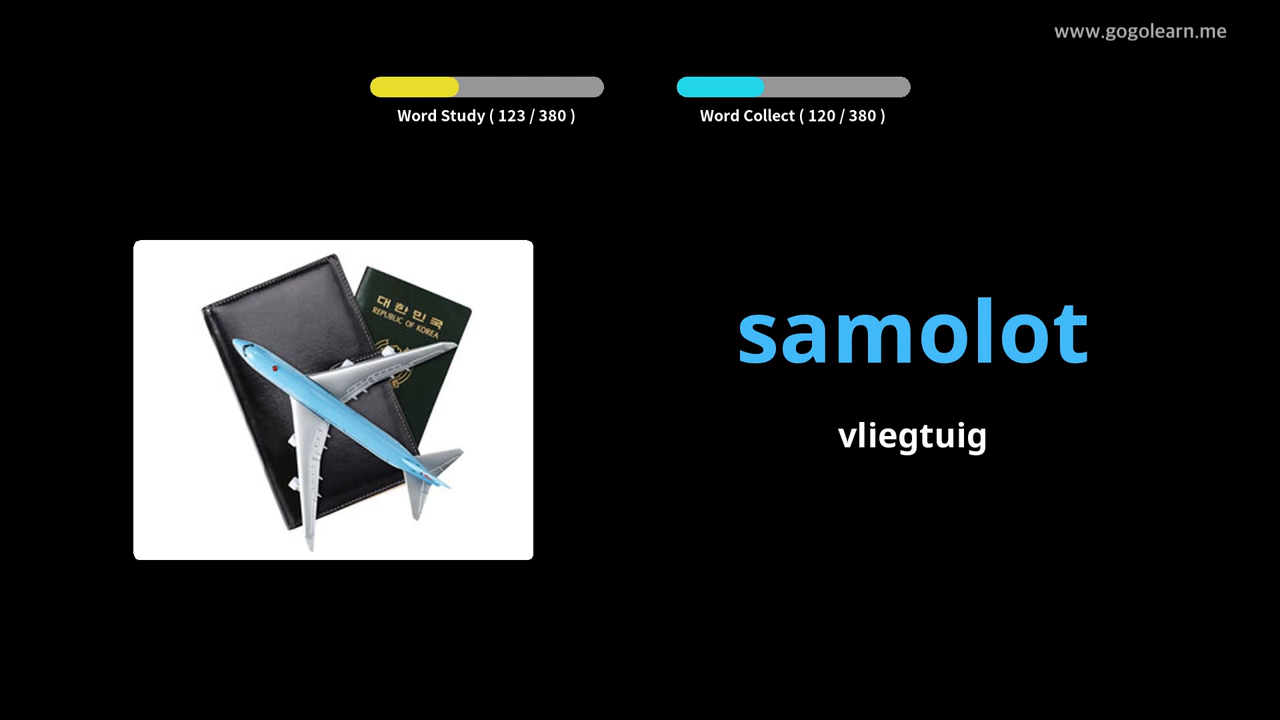 www.gogolearn.me
Word Study ( 123 / 380 )
Word Collect ( 120 / 380 )
대한민국
REPUBLIC OF KOREA
samolot
vliegtuig